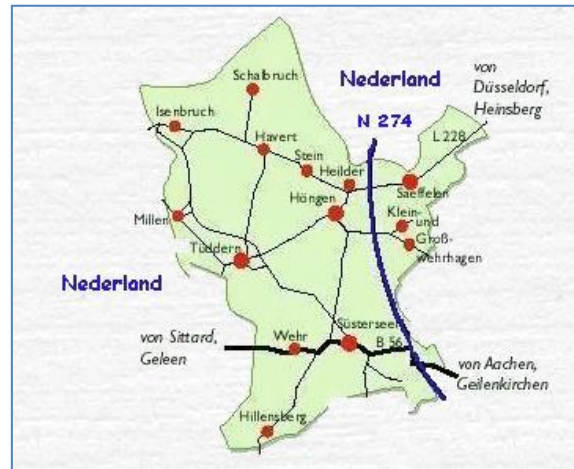 Schalbruch
Nederland
von
Düsseldorf,
Heinsberg
Isenbruch
N 274
L 228
Havert
Stein
Heilder
Höngen
Saeffelen
Klein-
und
Groß-
wehrhagen
Millen
Tüddern
Nederland
von Sittard,
Geleen
Wehr
Süsterseel
B 56
von Aachen,
Geilenkirchen
Hillensberg